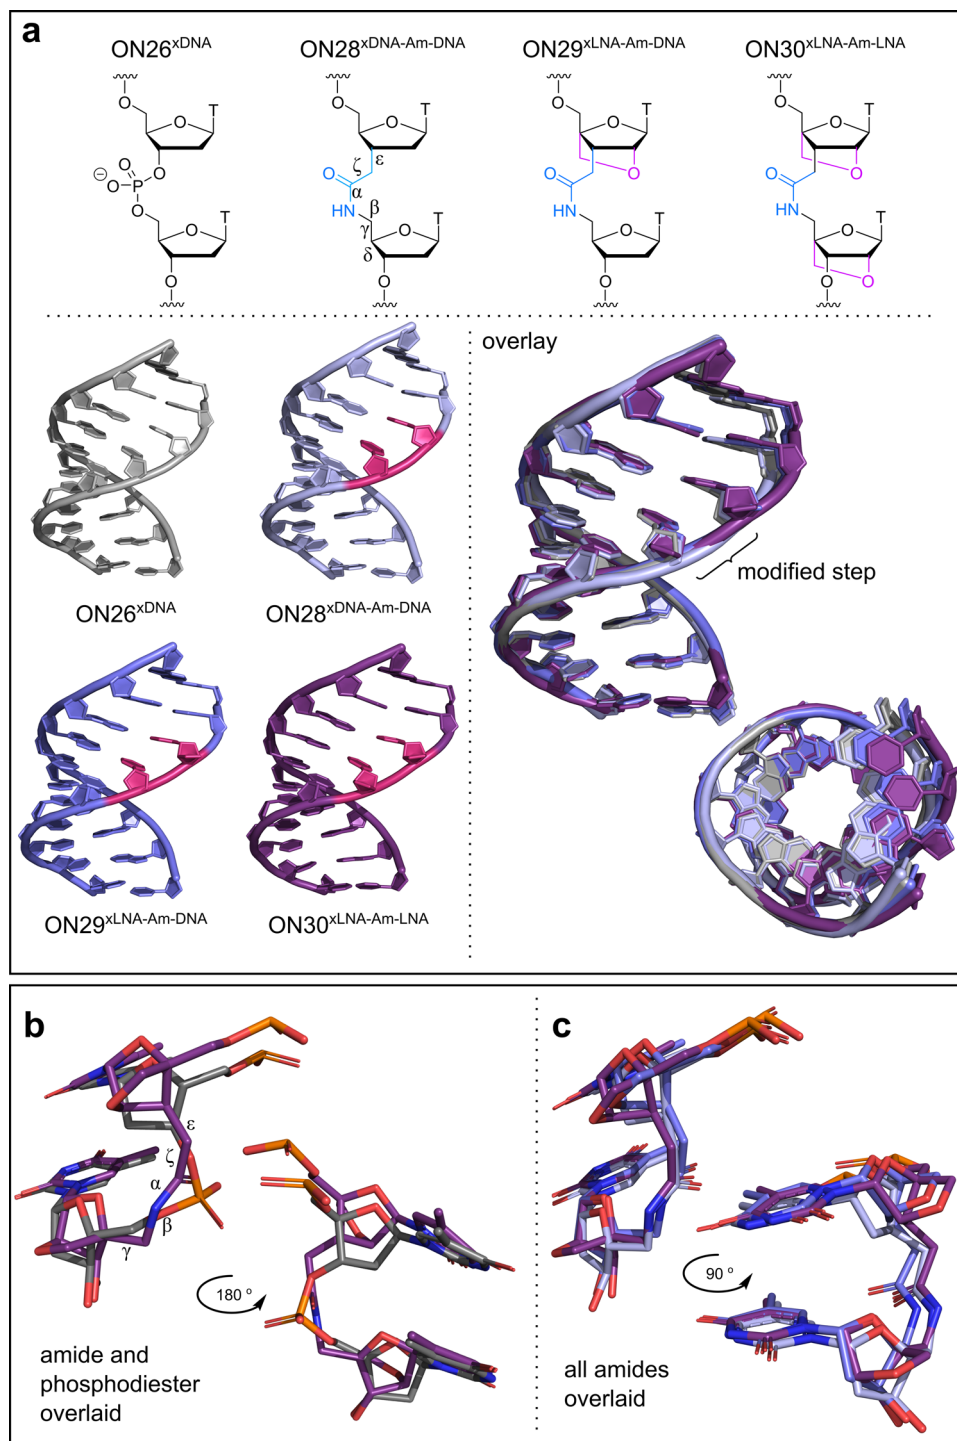 a
ON26xDNA
ON28xDNA-Am-DNA
ON29xLNA-Am-DNA
ON30xLNA-Am-LNA
O
O
T
O
O
P
O
O
O
T
O
O
O
T
ε
ζ
O
α
HN
β
γ
O
T
δ
O
O
O
T
O
O
HN
O
T
O
O
O
T
O
O
HN
O
T
O
O
overlay
modified step
ON26xDNA
ON28xDNA-Am-DNA
ON29xLNA-Am-DNA
ON30xLNA-Am-LNA
b
ε
ζ
α
β
γ
180 °
amide and
phosphodiester
overlaid
c
90 °
all amides
overlaid